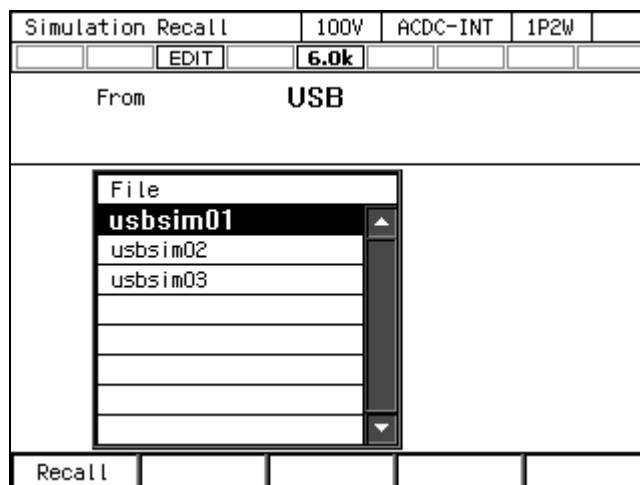 Simulation Recall 100V ACDC-INT 1P2W
EDIT 6.0k
From USB
File
usbsim01
usbsim02
usbsim03
Recall